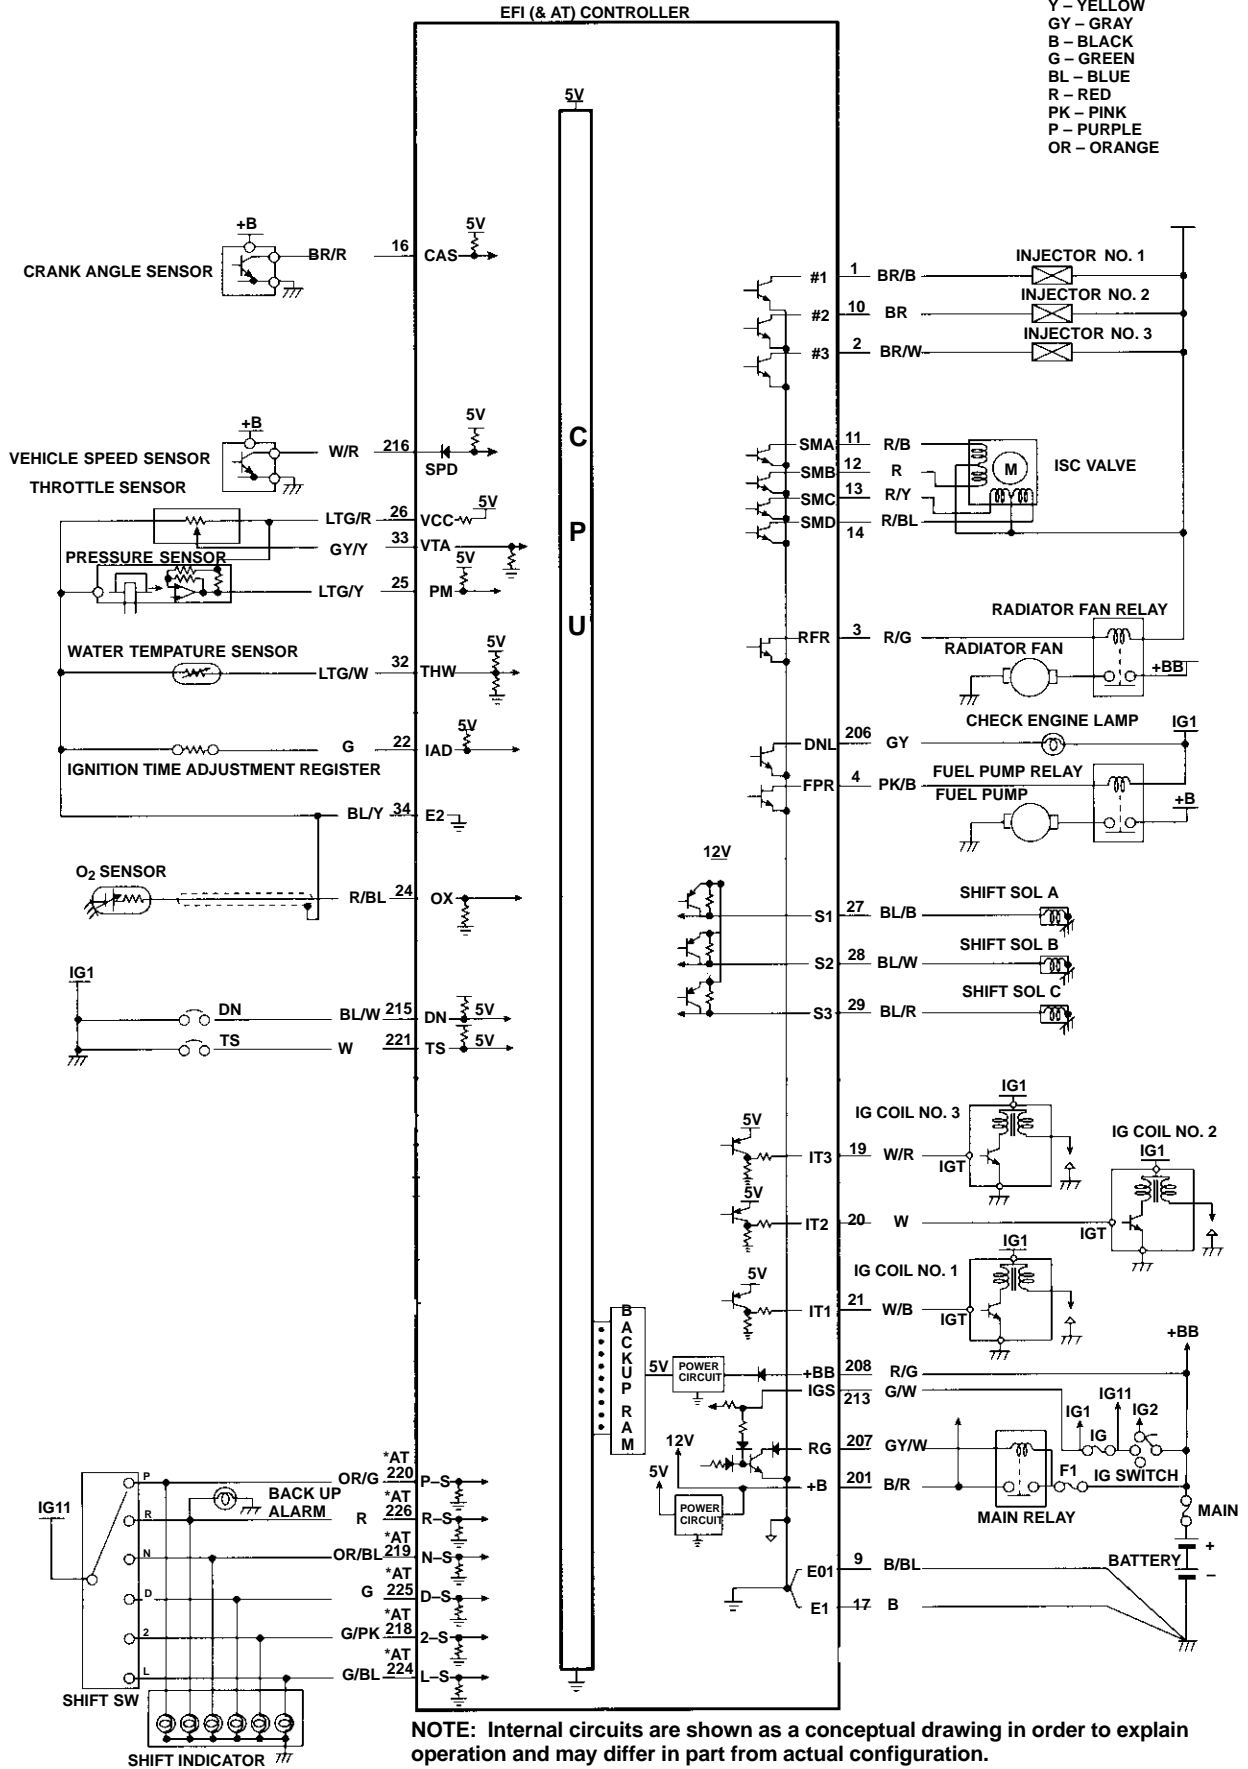 EFI (& AT) CONTROLLER
Y – YELLOW
GY – GRAY
B – BLACK
G – GREEN
BL – BLUE
R – RED
PK – PINK
P – PURPLE
OR – ORANGE
5V
C
P
U
+B
CRANK ANGLE SENSOR
BR/R
16
CAS
5V
+B
VEHICLE SPEED SENSOR
W/R
216
SPD
5V
THROTTLE SENSOR
LTG/R
26
VCC
5V
GY/Y
33
VTA
PRESSURE SENSOR
LTG/Y
25
PM
5V
WATER TEMPATURE SENSOR
LTG/W
32
THW
5V
G
22
IAD
5V
IGNITION TIME ADJUSTMENT REGISTER
BL/Y
34
E2
O2 SENSOR
R/BL
24
OX
IG1
DN
BL/W
215
DN
5V
TS
W
221
TS
5V
#1
1
BR/B
INJECTOR NO. 1
#2
10
BR
INJECTOR NO. 2
#3
2
BR/W
INJECTOR NO. 3
SMA
11
R/B
SMB
12
R
SMC
13
R/Y
SMD
14
R/BL
M
ISC VALVE
RADIATOR FAN RELAY
RFR
3
R/G
RADIATOR FAN
+BB
CHECK ENGINE LAMP
IG1
DNL
206
GY
FUEL PUMP RELAY
FPR
4
PK/B
FUEL PUMP
+B
12V
S1
27
BL/B
SHIFT SOL A
S2
28
BL/W
SHIFT SOL B
S3
29
BL/R
SHIFT SOL C
IG1
IG COIL NO. 3
5V
IT3
19
W/R
IGT
IG COIL NO. 2
IG1
5V
IT2
20
W
IGT
IG1
IG COIL NO. 1
5V
IT1
21
W/B
IGT
BACKUP RAM
5V
POWER
CIRCUIT
+BB
208
R/G
+BB
IGS
213
G/W
IG1
IG11
IG2
IG
12V
RG
207
GY/W
IG SWITCH
5V
+B
201
B/R
F1
MAIN RELAY
MAIN
POWER
CIRCUIT
BATTERY
+
–
E01
9
B/BL
E1
17
B
IG11
P
OR/G
*AT
220
P–S
BACK UP
ALARM
R
R
*AT
226
R–S
N
OR/BL
*AT
219
N–S
D
G
*AT
225
D–S
2
G/PK
*AT
218
2–S
L
G/BL
*AT
224
L–S
SHIFT SW
SHIFT INDICATOR
NOTE: Internal circuits are shown as a conceptual drawing in order to explain
operation and may differ in part from actual configuration.